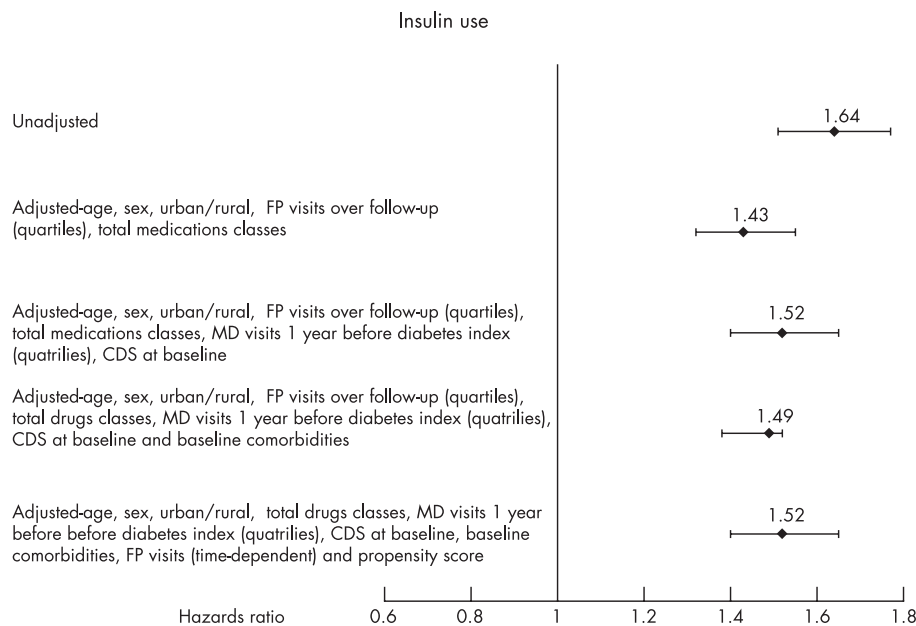 Insulin use
Unadjusted
1.64
Adjusted-age, sex, urban/rural, FP visits over follow-up
(quartiles), total medications classes
1.43
Adjusted-age, sex, urban/rural, FP visits over follow-up (quartiles),
total medications classes, MD visits 1 year before diabetes index
(quatrilies), CDS at baseline
1.52
Adjusted-age, sex, urban/rural, FP visits over follow-up (quartiles),
total drugs classes, MD visits 1 year before diabetes index (quatrilies),
CDS at baseline and baseline comorbidities
1.49
Adjusted-age, sex, urban/rural, total drugs classes, MD visits 1 year
before before diabetes index (quatrilies), CDS at baseline, baseline
comorbidities, FP visits (time-dependent) and propensity score
1.52
Hazards ratio
0.6 0.8 1 1.2 1.4 1.6 1.8